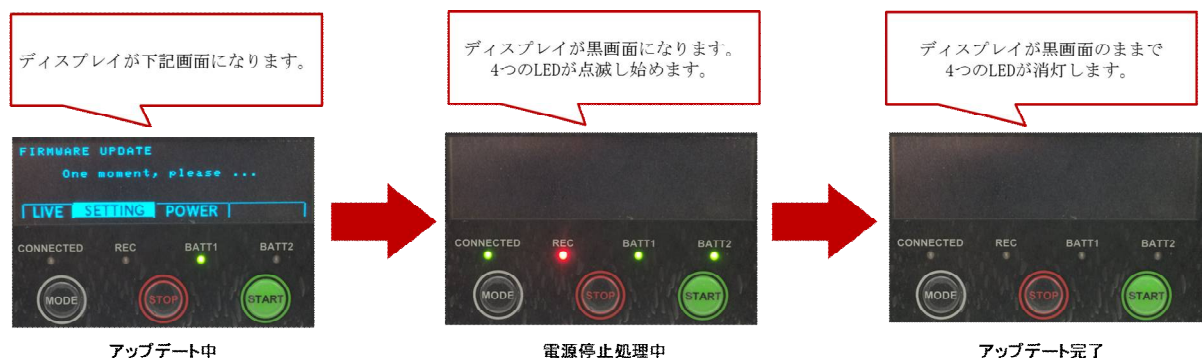 ディスプレイが下記画面になります。
ディスプレイが黒画面になります。
4つのLEDが点滅し始めます。
ディスプレイが黒画面のままで
4つのLEDが消灯します。
FIRMWARE UPDATE
One moment, please ...
LIVE SETTING POWER
CONNECTED REC BATT1 BATT2
MODE STOP START
CONNECTED REC BATT1 BATT2
MODE STOP START
CONNECTED REC BATT1 BATT2
MODE STOP START
アップデート中
電源停止処理中
アップデート完了